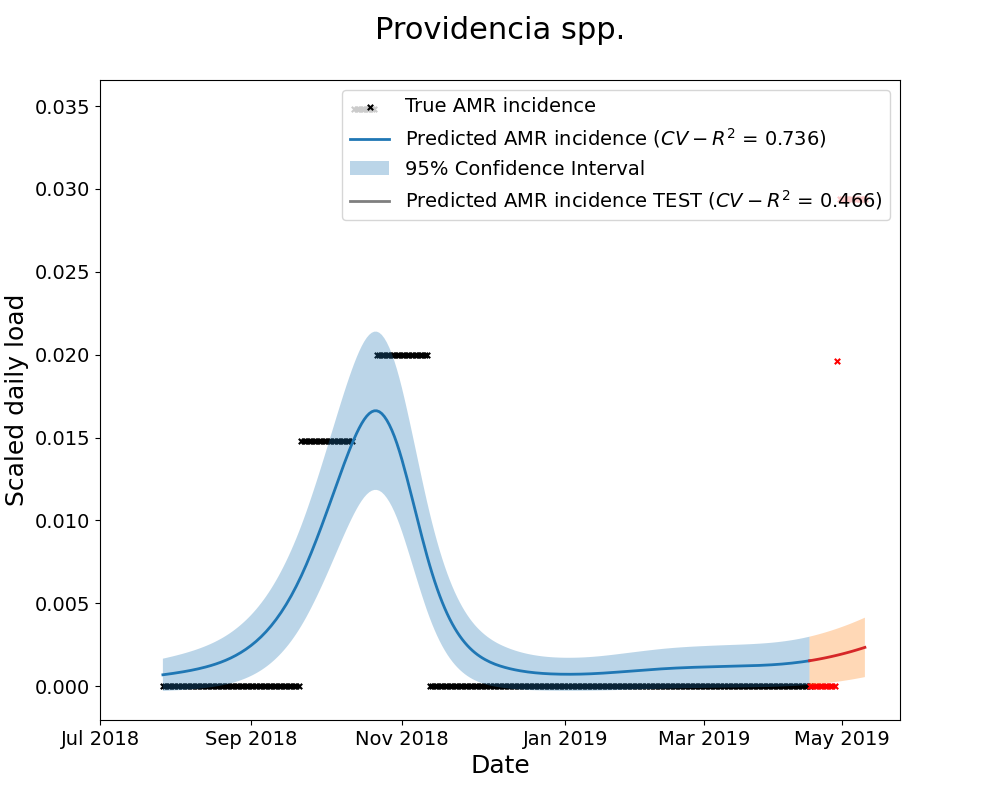 Providencia spp.
True AMR incidence
Predicted AMR incidence (CV − R² = 0.736)
95% Confidence Interval
Predicted AMR incidence TEST (CV − R² = 0.466)
Scaled daily load
0.035
0.030
0.025
0.020
0.015
0.010
0.005
0.000
Jul 2018 Sep 2018 Nov 2018 Jan 2019 Mar 2019 May 2019
Date